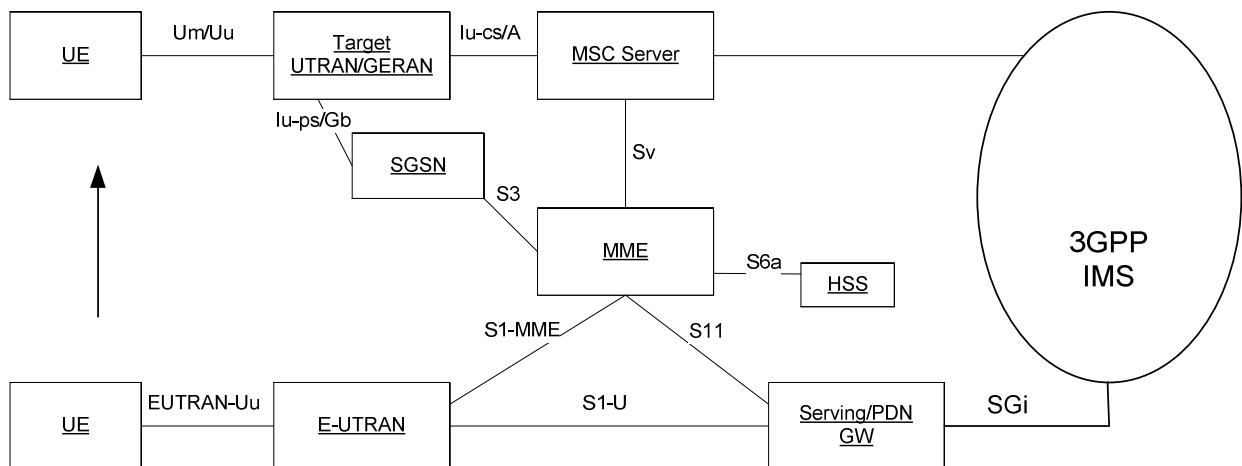 UE
Um/Uu
Target
UTRAN/GERAN
Iu-cs/A
MSC Server
Iu-ps/Gb
SGSN
S3
Sv
MME
S6a
HSS
3GPP
IMS
S1-MME
S11
UE
EUTRAN-Uu
E-UTRAN
S1-U
Serving/PDN
GW
SGi